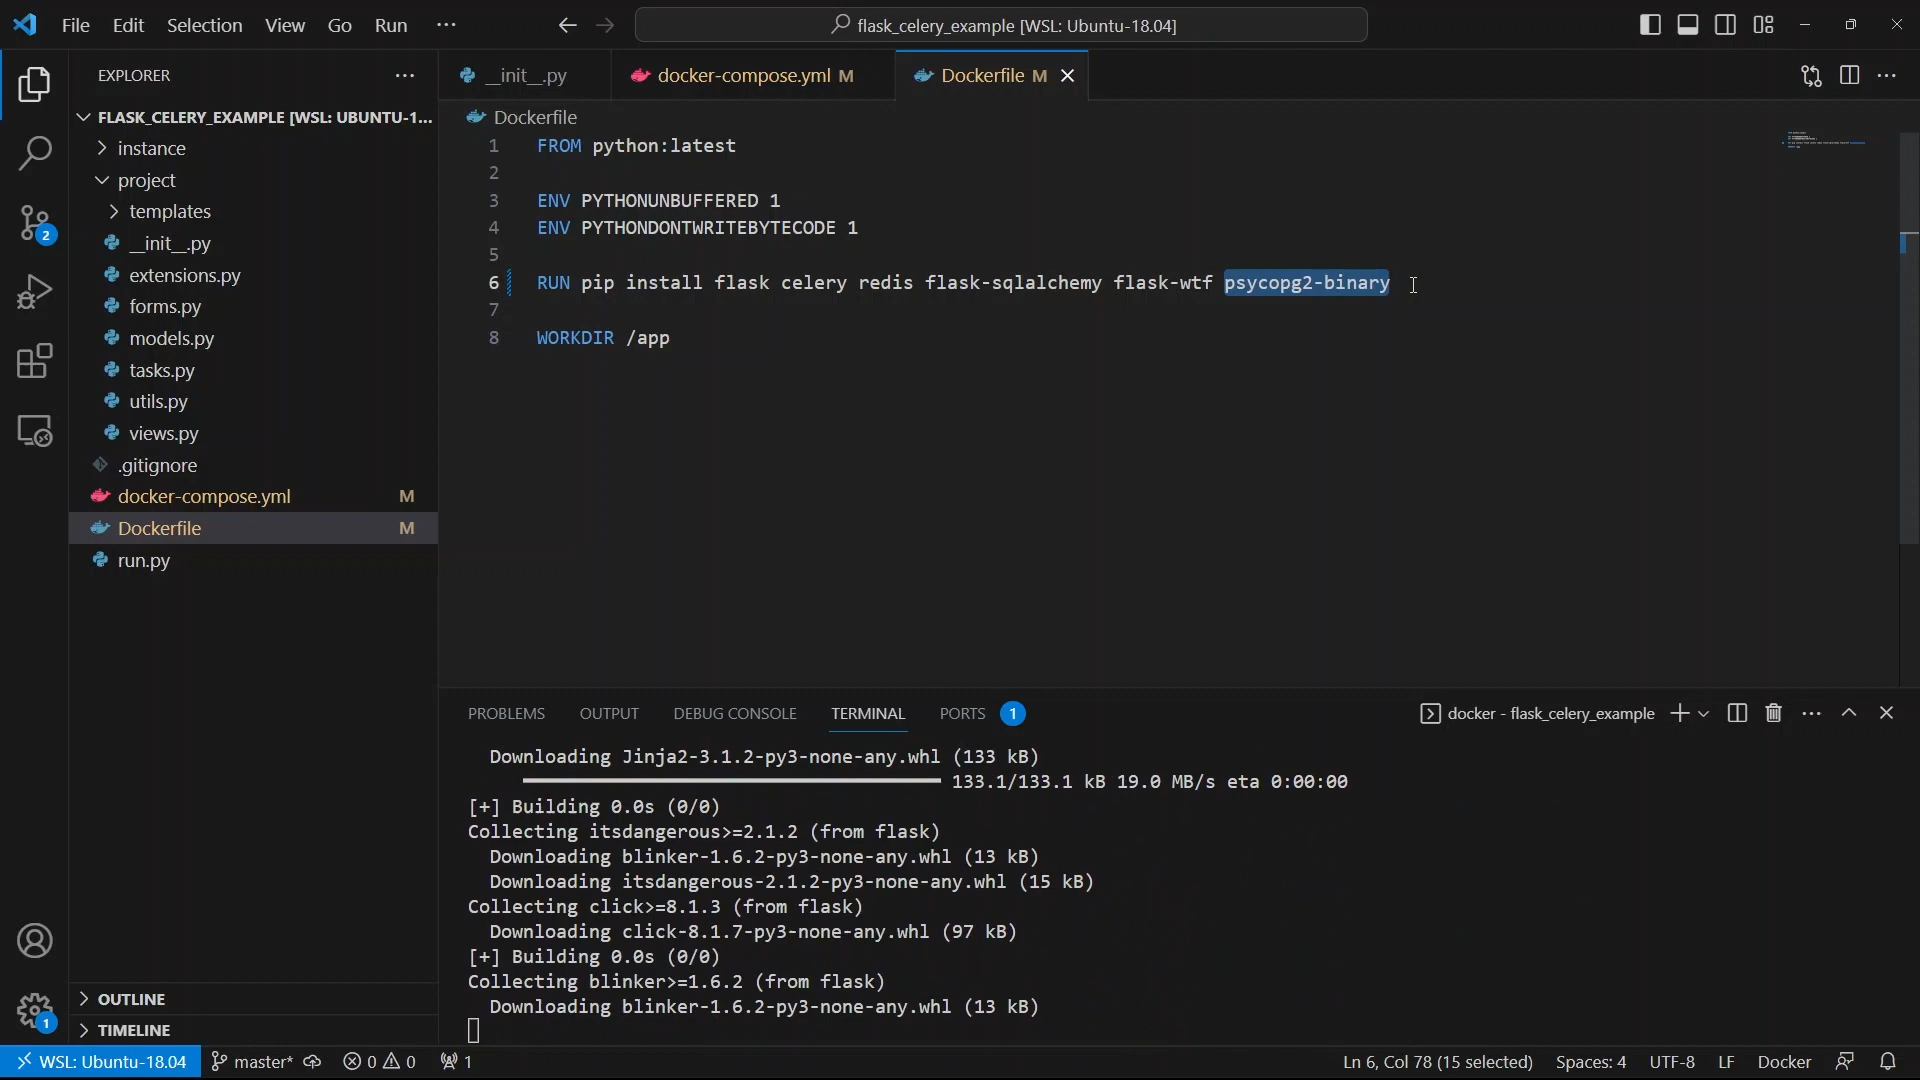 File Edit Selection View Go Run ···
flask_celery_example [WSL: Ubuntu-18.04]
EXPLORER
FLASK_CELERY_EXAMPLE [WSL: UBUNTU-1...
instance
project
templates
__init__.py
extensions.py
forms.py
models.py
tasks.py
utils.py
views.py
.gitignore
docker-compose.yml M
Dockerfile M
run.py
OUTLINE
TIMELINE
2
1
__init__.py docker-compose.yml M Dockerfile M
Dockerfile
1 FROM python:latest
2
3 ENV PYTHONUNBUFFERED 1
4 ENV PYTHONDONTWRITEBYTECODE 1
5
6 RUN pip install flask celery redis flask-sqlalchemy flask-wtf psycopg2-binary
7
8 WORKDIR /app
PROBLEMS OUTPUT DEBUG CONSOLE TERMINAL PORTS 1 docker - flask_celery_example
Downloading Jinja2-3.1.2-py3-none-any.whl (133 kB)
133.1/133.1 kB 19.0 MB/s eta 0:00:00
[+] Building 0.0s (0/0)
Collecting itsdangerous>=2.1.2 (from flask)
Downloading blinker-1.6.2-py3-none-any.whl (13 kB)
Downloading itsdangerous-2.1.2-py3-none-any.whl (15 kB)
Collecting click>=8.1.3 (from flask)
Downloading click-8.1.7-py3-none-any.whl (97 kB)
[+] Building 0.0s (0/0)
Collecting blinker>=1.6.2 (from flask)
Downloading blinker-1.6.2-py3-none-any.whl (13 kB)
WSL: Ubuntu-18.04 master* 0 0 1 Ln 6, Col 78 (15 selected) Spaces: 4 UTF-8 LF Docker